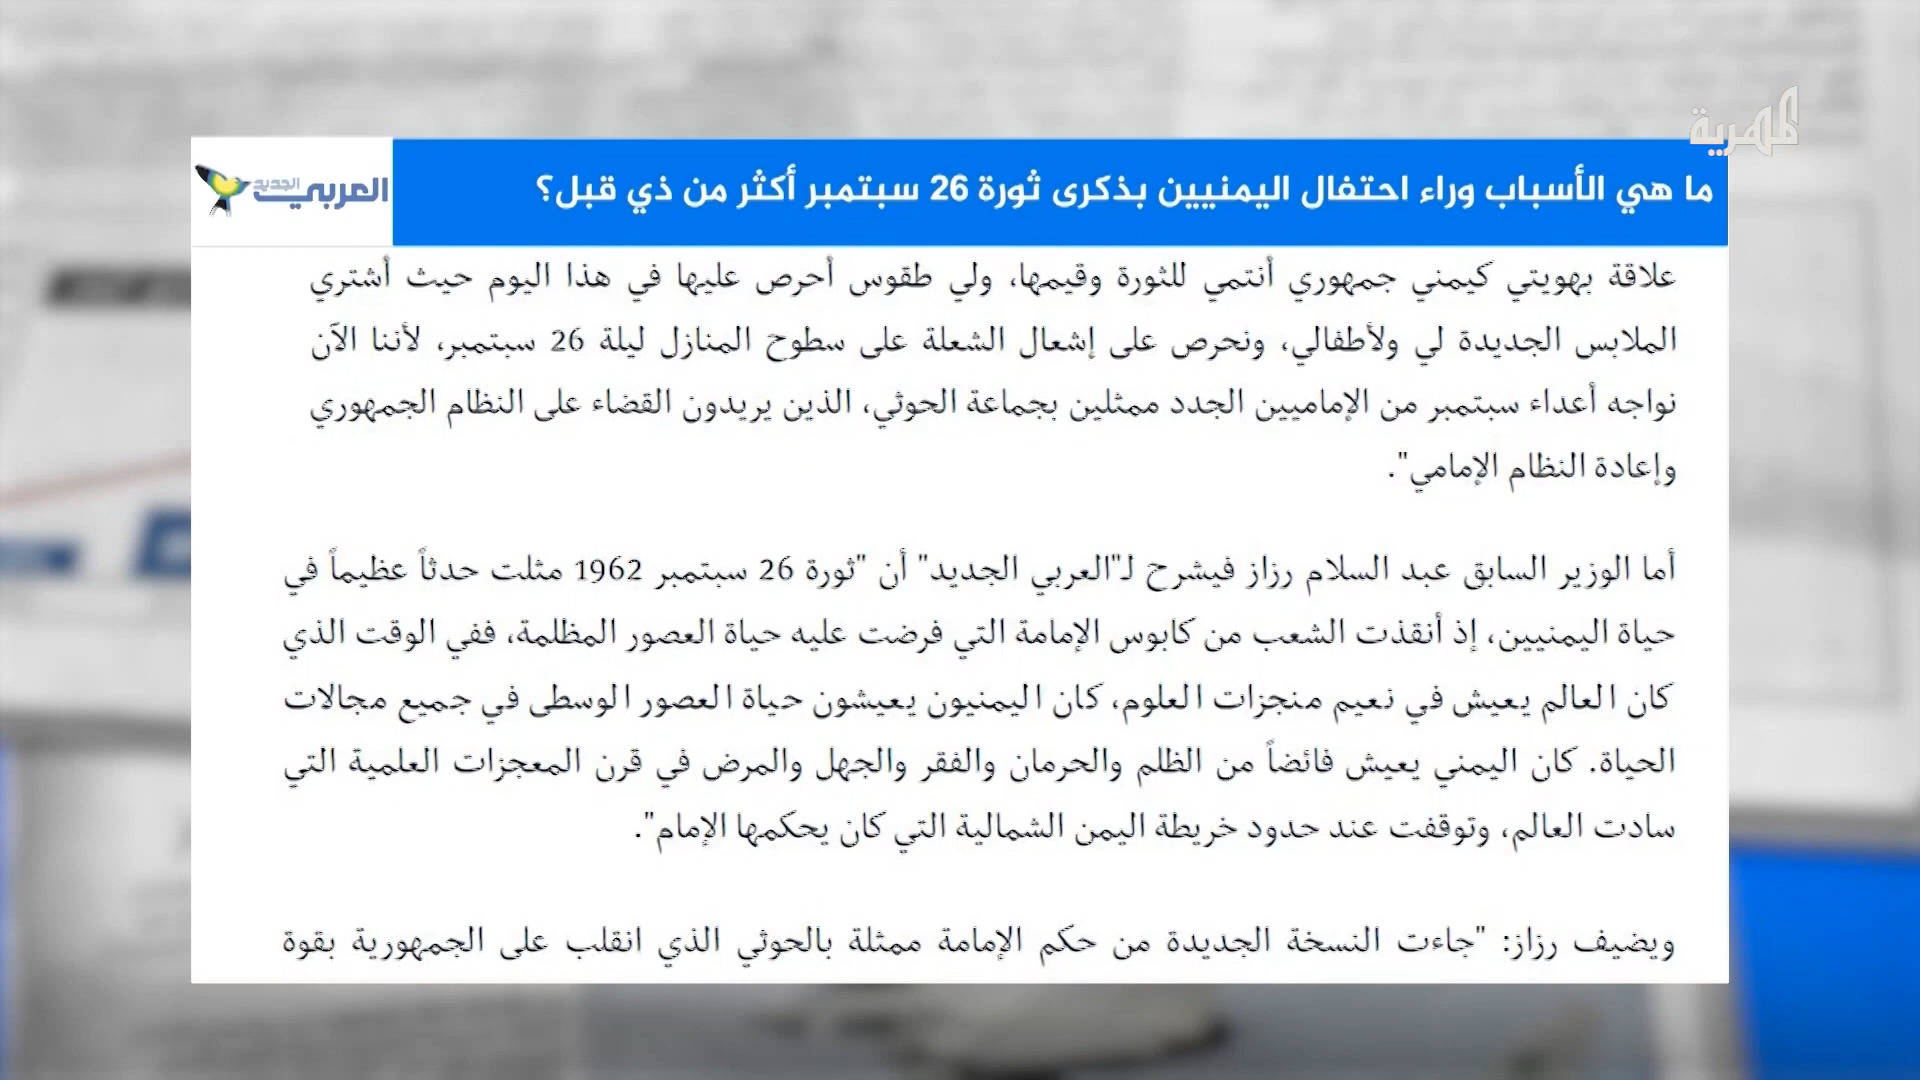 المهرية
العربي الجديد
ما هي الأسباب وراء احتفال اليمنيين بذكرى ثورة 26 سبتمبر أكثر من ذي قبل؟
علاقة بهويتي كيمني جمهوري أنتمي للثورة وقيمها، ولي طقوس أحرص عليها في هذا اليوم حيث أشتري
الملابس الجديدة لي ولأطفالي، ونحرص على إشعال الشعلة على سطوح المنازل ليلة 26 سبتمبر، لأننا الآن
نواجه أعداء سبتمبر من الإماميين الجدد ممثلين بجماعة الحوثي، الذين يريدون القضاء على النظام الجمهوري
وإعادة النظام الإمامي".
أما الوزير السابق عبد السلام رزاز فيشرح لـ"العربي الجديد" أن "ثورة 26 سبتمبر 1962 مثلت حدثاً عظيماً في
حياة اليمنيين، إذ أنقذت الشعب من كابوس الإمامة التي فرضت عليه حياة العصور المظلمة، ففي الوقت الذي
كان العالم يعيش في نعيم منجزات العلوم، كان اليمنيون يعيشون حياة العصور الوسطى في جميع مجالات
الحياة. كان اليمني يعيش فائضاً من الظلم والحرمان والفقر والجهل والمرض في قرن المعجزات العلمية التي
سادت العالم، وتوقفت عند حدود خريطة اليمن الشمالية التي كان يحكمها الإمام".
ويضيف رزاز: "جاءت النسخة الجديدة من حكم الإمامة ممثلة بالحوثي الذي انقلب على الجمهورية بقوة